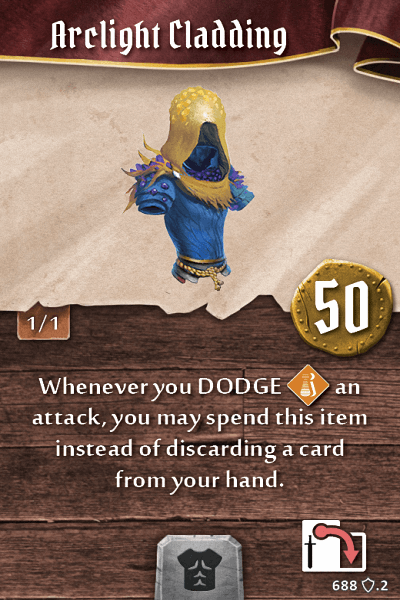 Arclight Cladding
50
1/1
Whenever you DODGE an
attack, you may spend this item
instead of discarding a card
from your hand.
688 .2